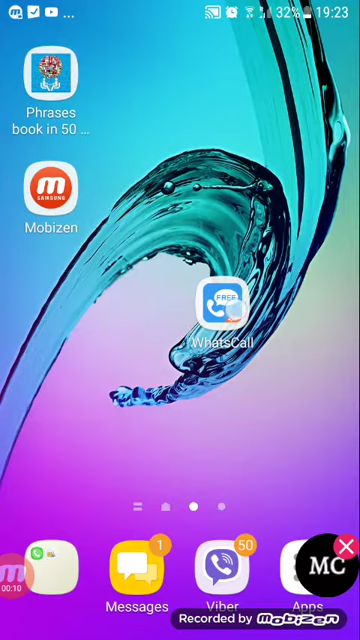 ... 32% 19:23
Phrases
book in 50 ...
m
SAMSUNG
Mobizen
FREE
WhatsCall
1
50
MC
m
00:10
Messages
Viber
Apps
Recorded by mobizen